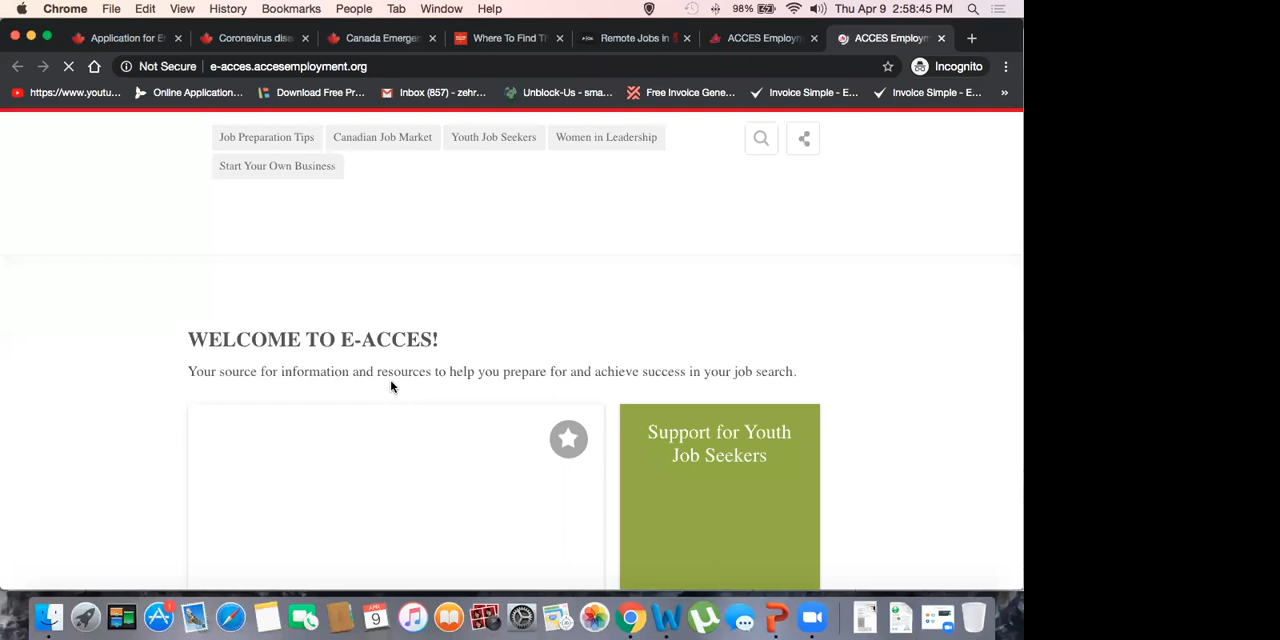 Chrome File Edit View History Bookmarks People Tab Window Help 98% Thu Apr 9 2:58:45 PM
Application for E Coronavirus dise Canada Emergen Where To Find Th Remote Jobs in ACCES Employm ACCES Employm
Not Secure e-acces.accesemployment.org Incognito
https://www.youtu... Online Application... Download Free Pr... Inbox (857) - zehr... Unblock-Us - sma... Free Invoice Gene... Invoice Simple - E... Invoice Simple - E... »
Job Preparation Tips Canadian Job Market Youth Job Seekers Women in Leadership
Start Your Own Business
WELCOME TO E-ACCES!
Your source for information and resources to help you prepare for and achieve success in your job search.
Support for Youth
Job Seekers
APR
9